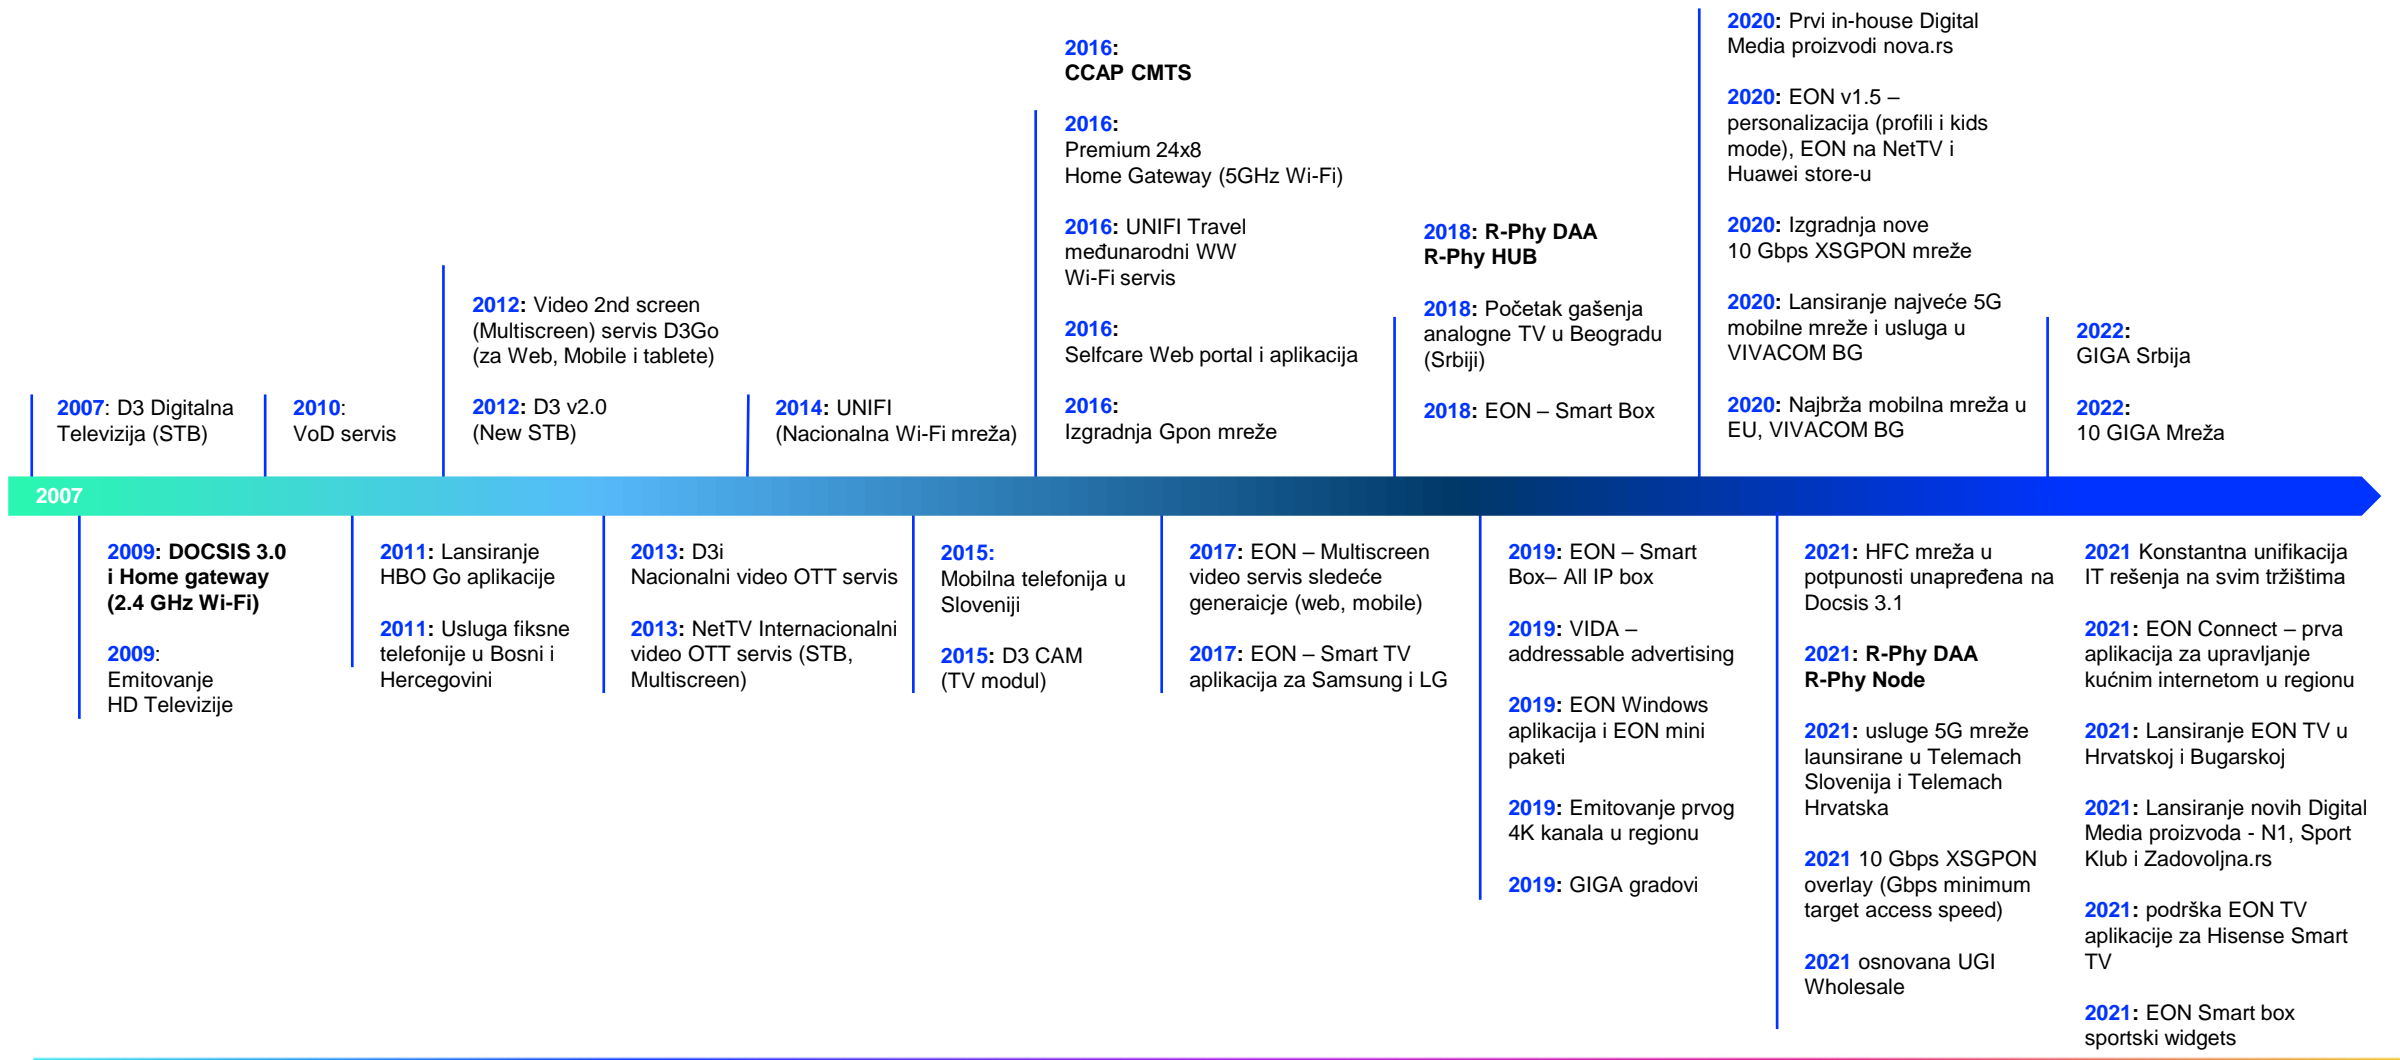 2007: D3 Digitalna
Televizija (STB)
2010:
VoD servis
2012: Video 2nd screen
(Multiscreen) servis D3Go
(za Web, Mobile i tablete)
2012: D3 v2.0
(New STB)
2014: UNIFI
(Nacionalna Wi-Fi mreža)
2016:
CCAP CMTS
2016:
Premium 24x8
Home Gateway (5GHz Wi-Fi)
2016: UNIFI Travel
međunarodni WW
Wi-Fi servis
2016:
Selfcare Web portal i aplikacija
2016:
Izgradnja Gpon mreže
2018: R-Phy DAA
R-Phy HUB
2018: Početak gašenja
analogne TV u Beogradu
(Srbiji)
2018: EON – Smart Box
2020: Prvi in-house Digital
Media proizvodi nova.rs
2020: EON v1.5 –
personalizacija (profili i kids
mode), EON na NetTV i
Huawei store-u
2020: Izgradnja nove
10 Gbps XSGPON mreže
2020: Lansiranje najveće 5G
mobilne mreže i usluga u
VIVACOM BG
2020: Najbrža mobilna mreža u
EU, VIVACOM BG
2022:
GIGA Srbija
2022:
10 GIGA Mreža
2007
2009: DOCSIS 3.0
i Home gateway
(2.4 GHz Wi-Fi)
2009:
Emitovanje
HD Televizije
2011: Lansiranje
HBO Go aplikacije
2011: Usluga fiksne
telefonije u Bosni i
Hercegovini
2013: D3i
Nacionalni video OTT servis
2013: NetTV Internacionalni
video OTT servis (STB,
Multiscreen)
2015:
Mobilna telefonija u
Sloveniji
2015: D3 CAM
(TV modul)
2017: EON – Multiscreen
video servis sledeće
generaicje (web, mobile)
2017: EON – Smart TV
aplikacija za Samsung i LG
2019: EON – Smart
Box– All IP box
2019: VIDA –
addressable advertising
2019: EON Windows
aplikacija i EON mini
paketi
2019: Emitovanje prvog
4K kanala u regionu
2019: GIGA gradovi
2021: HFC mreža u
potpunosti unapređena na
Docsis 3.1
2021: R-Phy DAA
R-Phy Node
2021: usluge 5G mreže
launsirane u Telemach
Slovenija i Telemach
Hrvatska
2021 10 Gbps XSGPON
overlay (Gbps minimum
target access speed)
2021 osnovana UGI
Wholesale
2021 Konstantna unifikacija
IT rešenja na svim tržištima
2021: EON Connect – prva
aplikacija za upravljanje
kućnim internetom u regionu
2021: Lansiranje EON TV u
Hrvatskoj i Bugarskoj
2021: Lansiranje novih Digital
Media proizvoda - N1, Sport
Klub i Zadovoljna.rs
2021: podrška EON TV
aplikacije za Hisense Smart
TV
2021: EON Smart box
sportski widgets